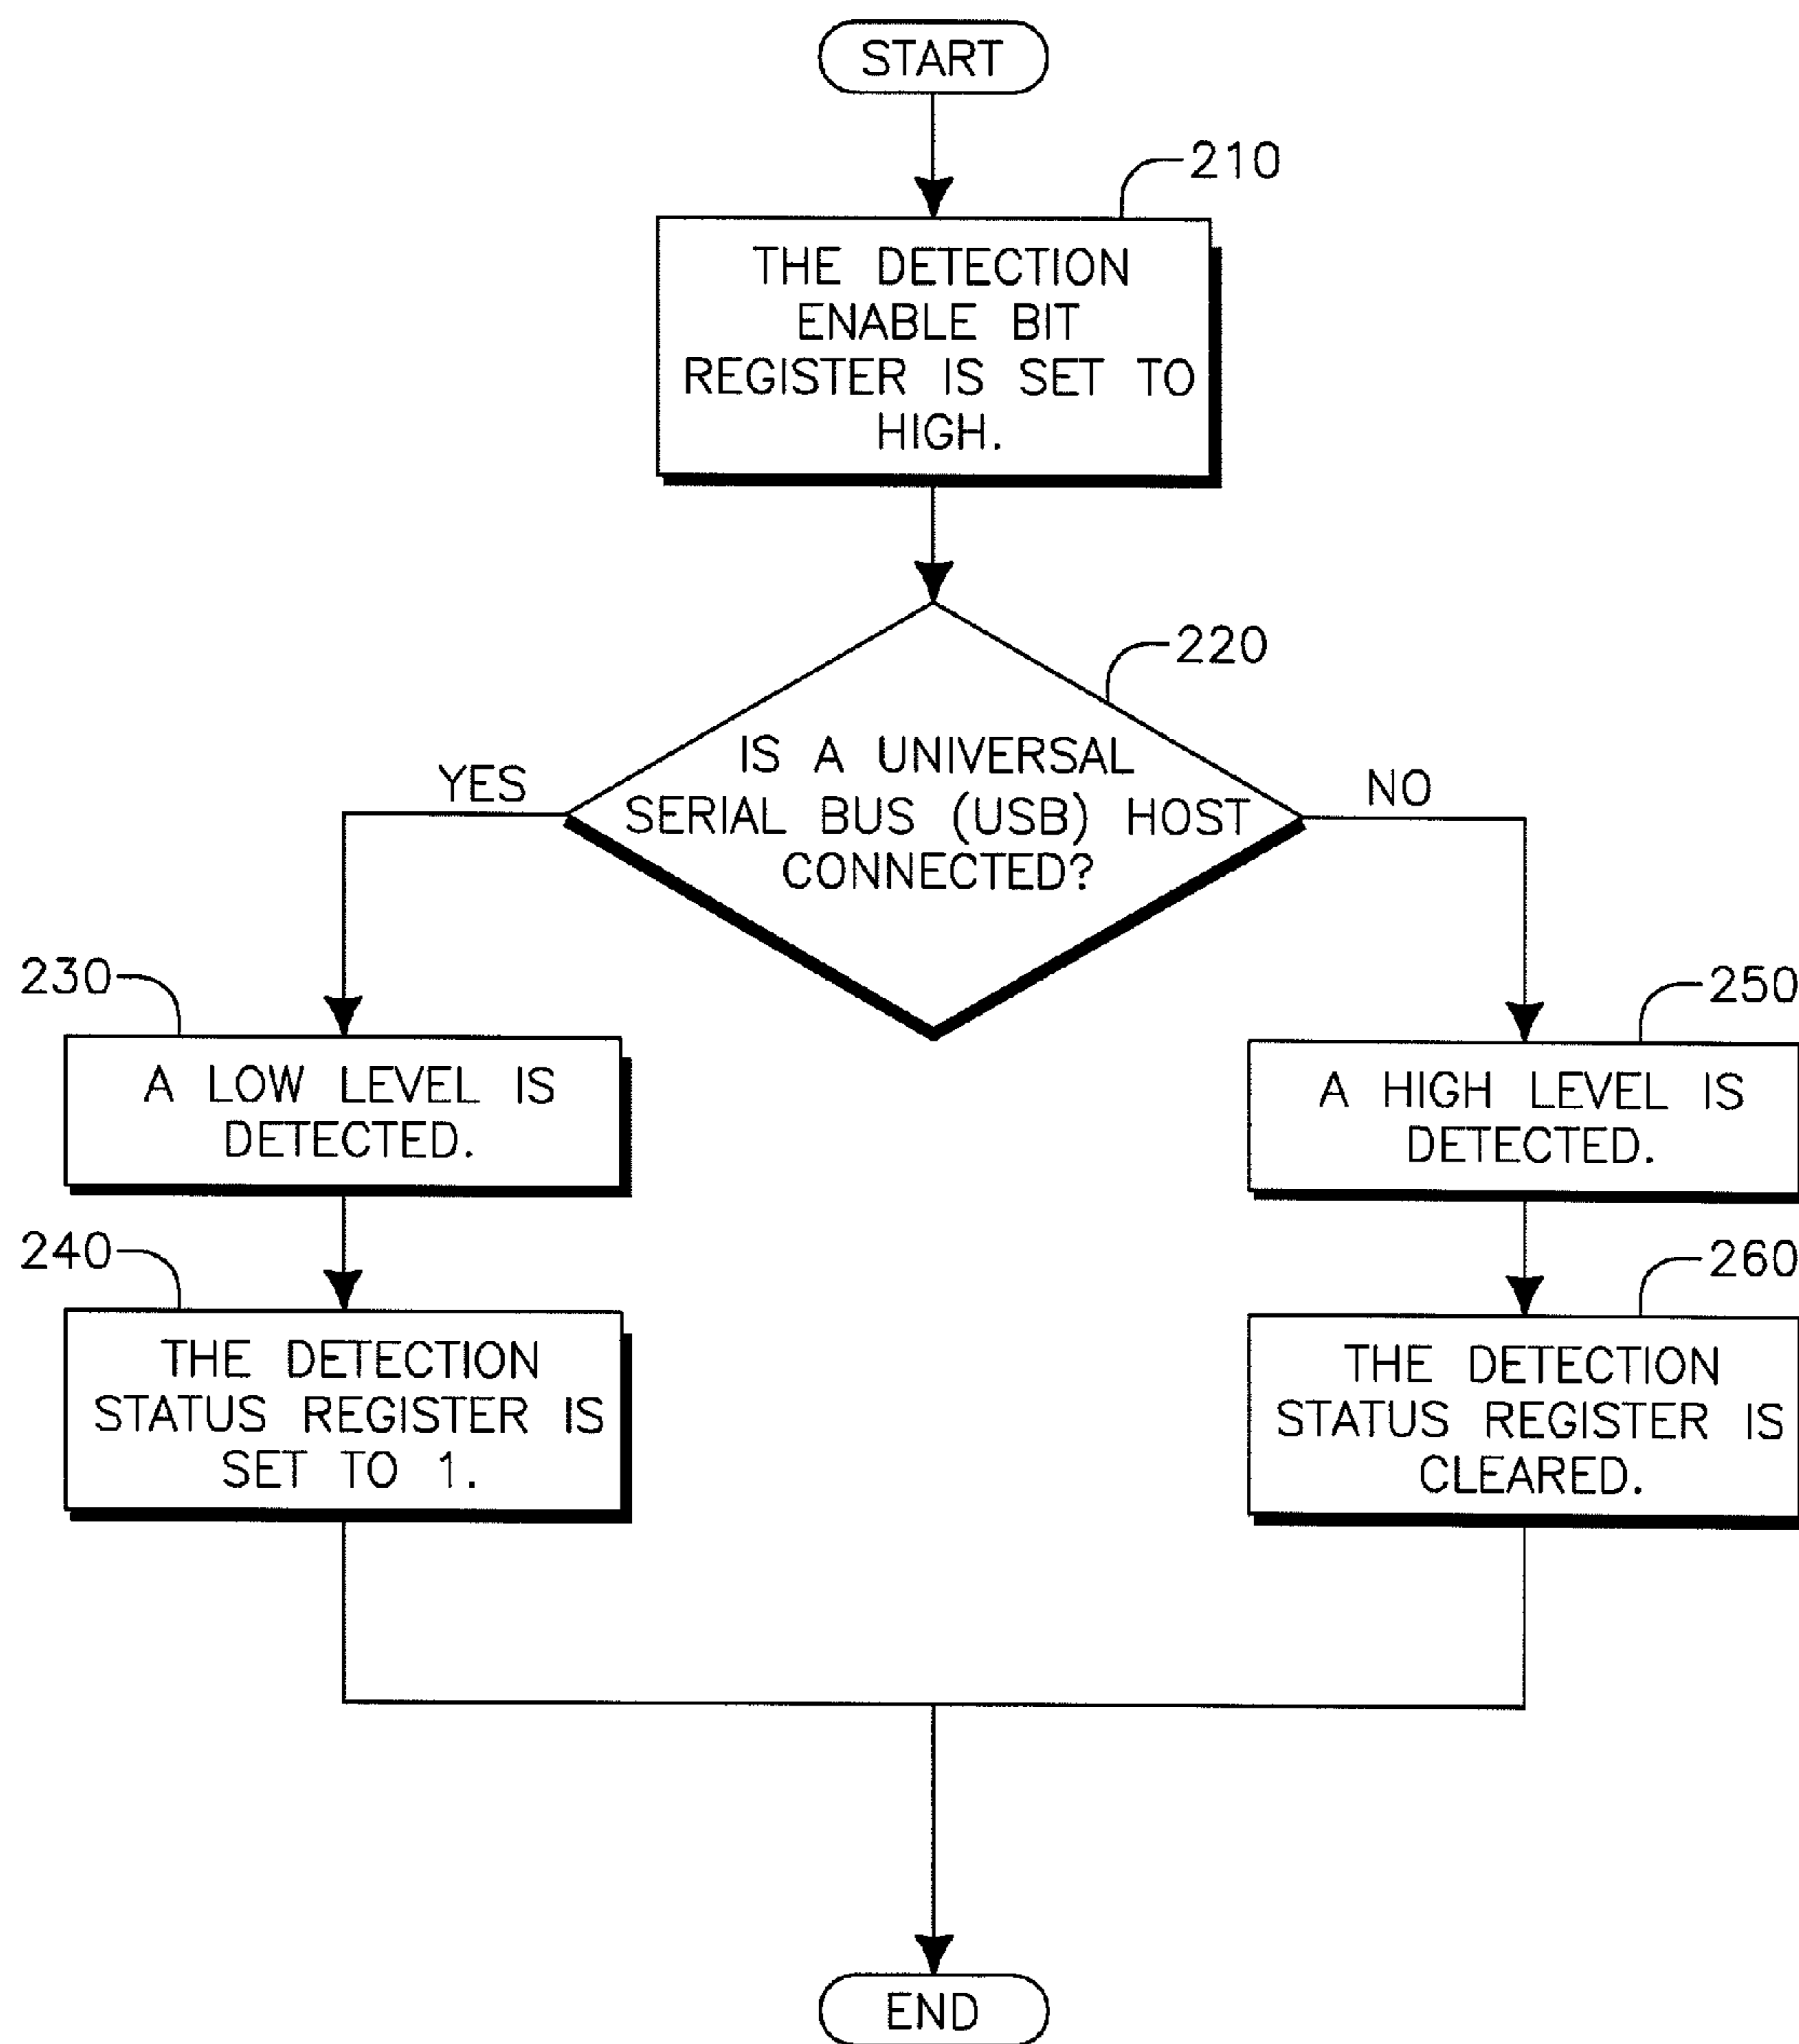 START
210
THE DETECTION
ENABLE BIT
REGISTER IS SET TO
HIGH.
220
IS A UNIVERSAL
SERIAL BUS (USB) HOST
CONNECTED?
YES
NO
230
A LOW LEVEL IS
DETECTED.
250
A HIGH LEVEL IS
DETECTED.
240
THE DETECTION
STATUS REGISTER IS
SET TO 1.
260
THE DETECTION
STATUS REGISTER IS
CLEARED.
END